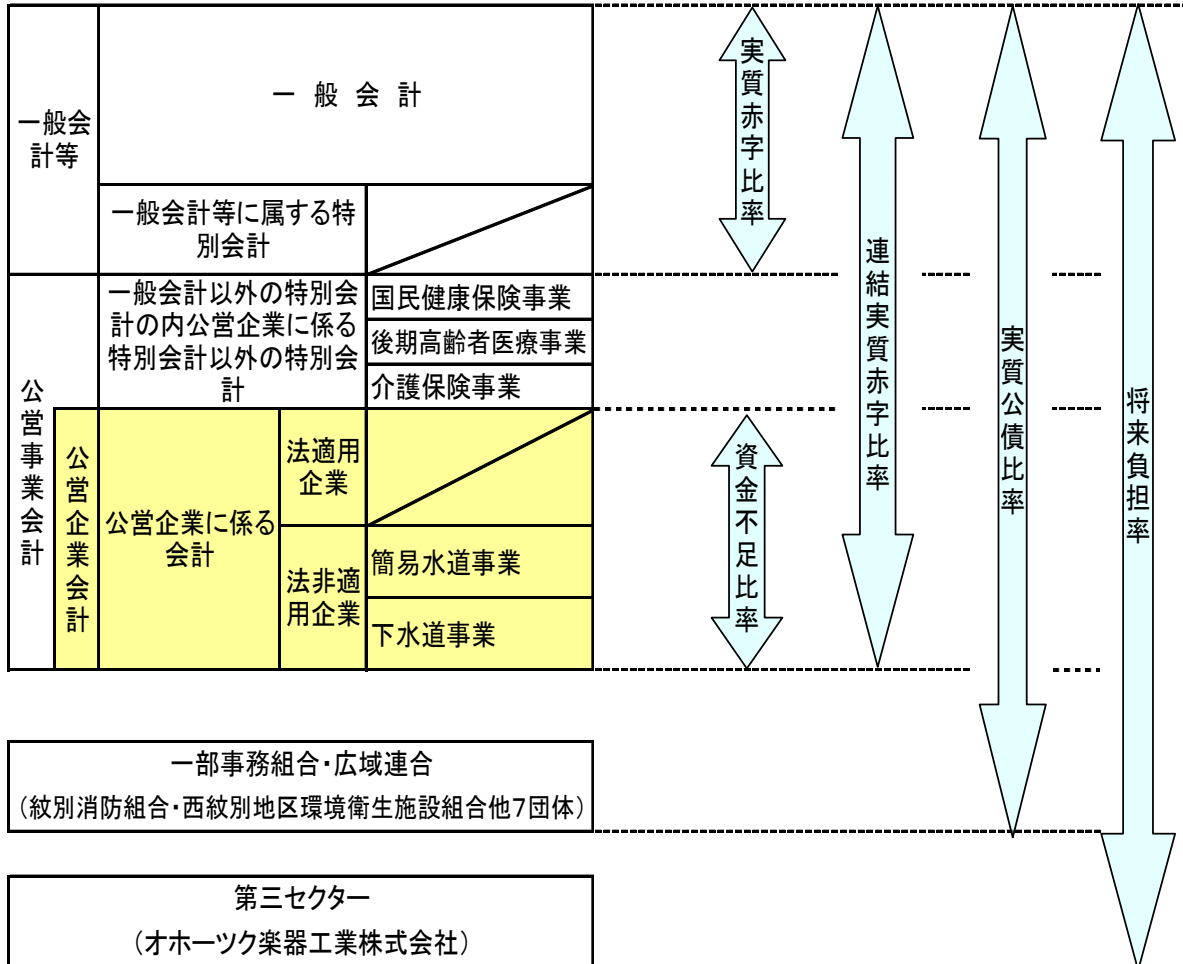 一般会
計等
一 般 会 計
一般会計等に属する特
別会計
公営事業会計
一般会計以外の特別会
計の内公営企業に係る
特別会計以外の特別会
計
国民健康保険事業
後期高齢者医療事業
介護保険事業
公営企業会計
公営企業に係る
会計
法適用
企業
法非適
用企業
簡易水道事業
下水道事業
一部事務組合・広域連合
(紋別消防組合・西紋別地区環境衛生施設組合他7団体)
第三セクター
(オホーツク楽器工業株式会社)
実質赤字比率
資金不足比率
連結実質赤字比率
実質公債比率
将来負担率